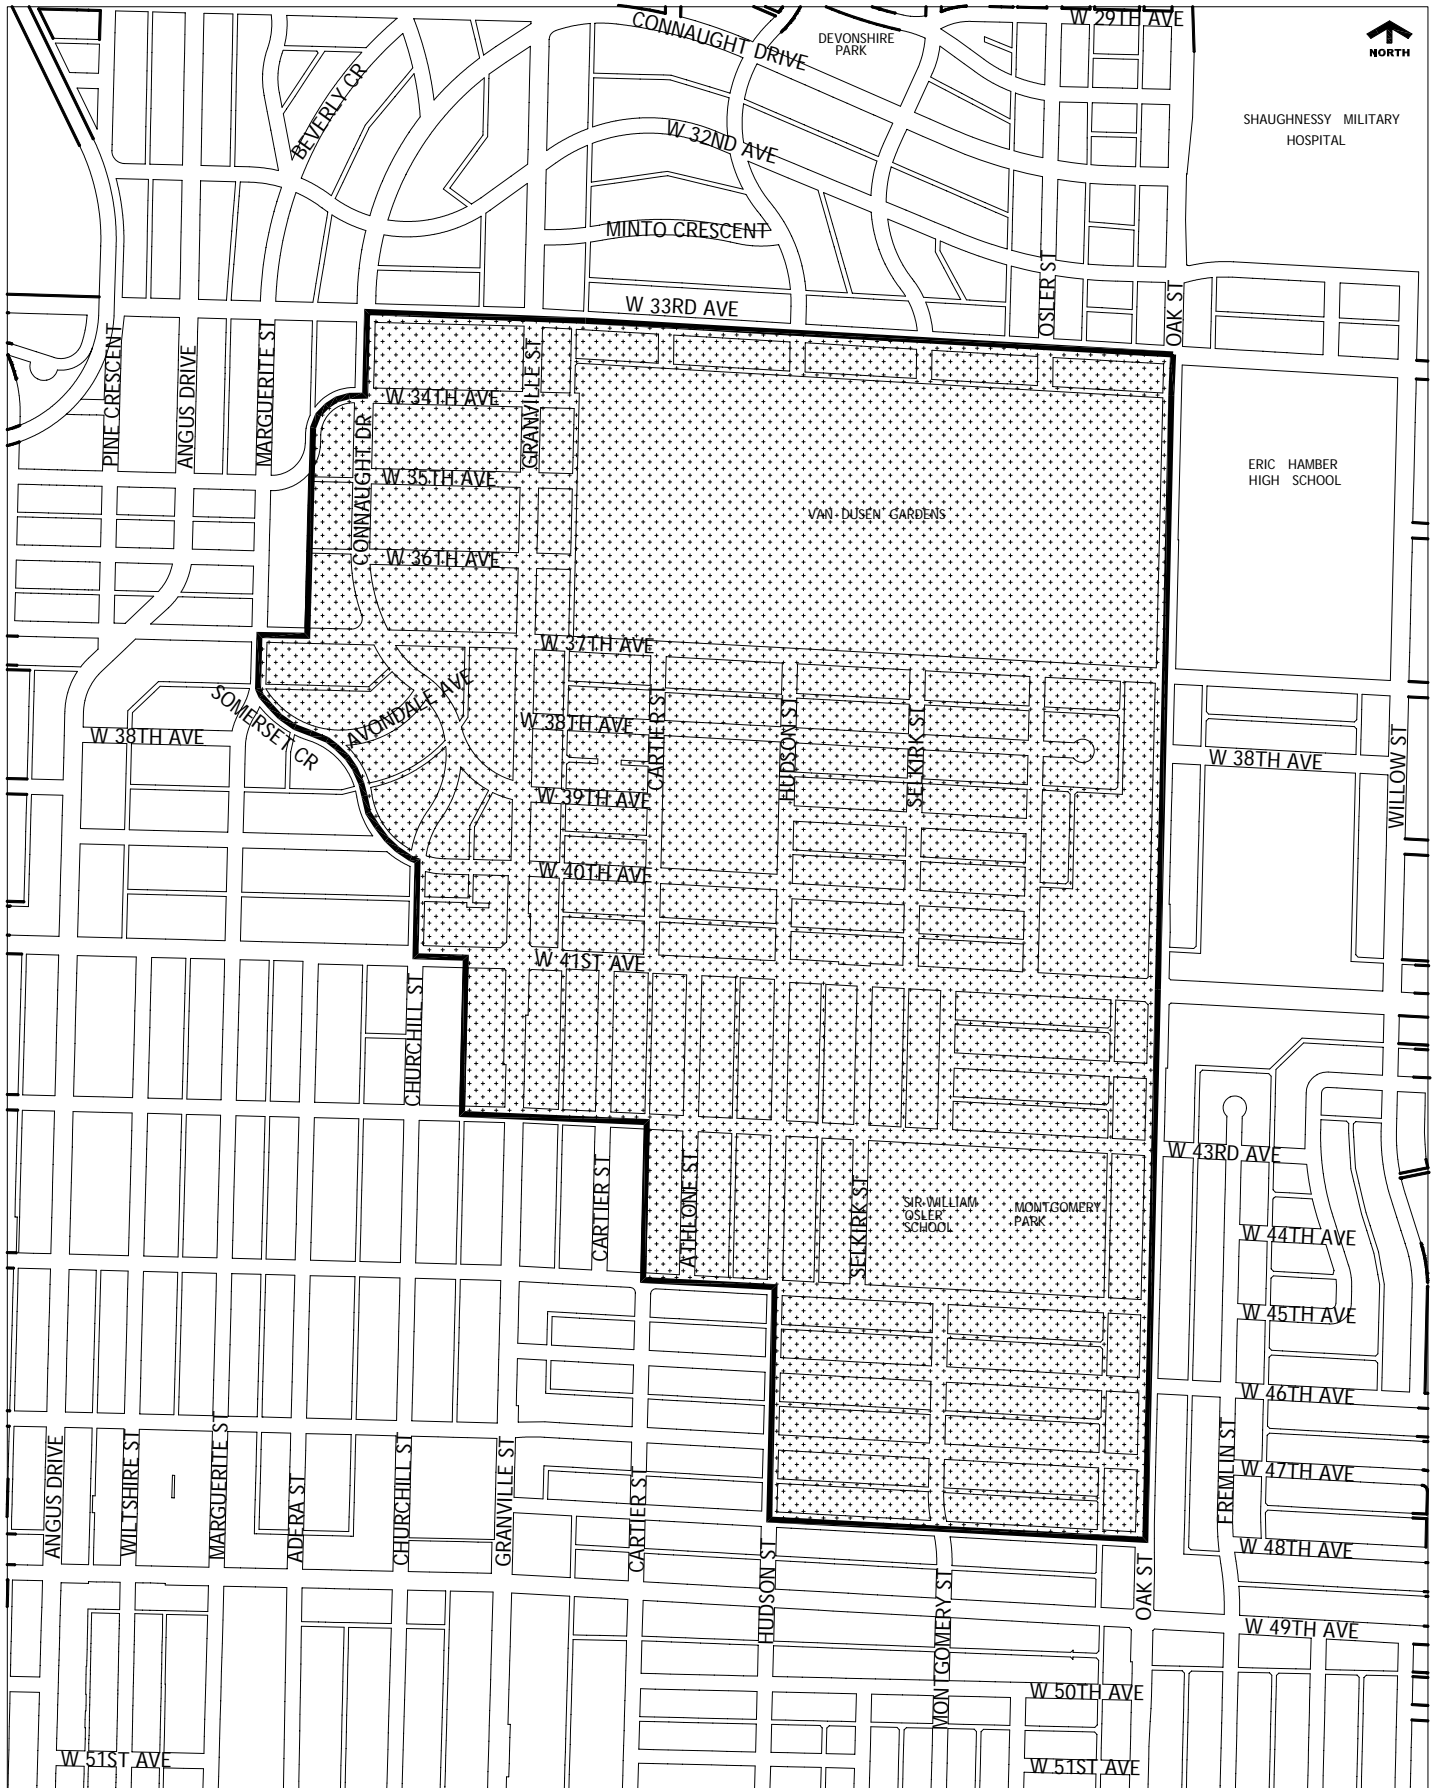 W 29TH AVE
CONNAUGHT DRIVE
DEVONSHIRE
PARK
NORTH
BEVERLY CR
SHAUGHNESSY MILITARY
HOSPITAL
W 32ND AVE
MINTO CRESCENT
OSLER ST
OAK ST
W 33RD AVE
PINE CRESCENT
ANGUS DRIVE
MARGUERITE ST
GRANVILLE ST
W 34TH AVE
CONNAUGHT DR
W 35TH AVE
ERIC HAMBER
HIGH SCHOOL
VAN DUSEN GARDENS
W 36TH AVE
W 37TH AVE
SOMERSET CR
AVONDALE AVE
W 38TH AVE
W 38TH AVE
CARTIER ST
HUDSON ST
SELKIRK ST
W 38TH AVE
WILLOW ST
W 39TH AVE
W 40TH AVE
W 41ST AVE
CHURCHILL ST
W 43RD AVE
CARTIER ST
ATHLONE ST
SELKIRK ST
SIR WILLIAM
OSLER
SCHOOL
MONTGOMERY
PARK
W 44TH AVE
W 45TH AVE
W 46TH AVE
ANGUS DRIVE
WILTSHIRE ST
MARGUERITE ST
ADERA ST
CHURCHILL ST
GRANVILLE ST
CARTIER ST
FREMLIN ST
W 47TH AVE
W 48TH AVE
HUDSON ST
MONTGOMERY ST
OAK ST
W 49TH AVE
W 50TH AVE
W 51ST AVE
W 51ST AVE